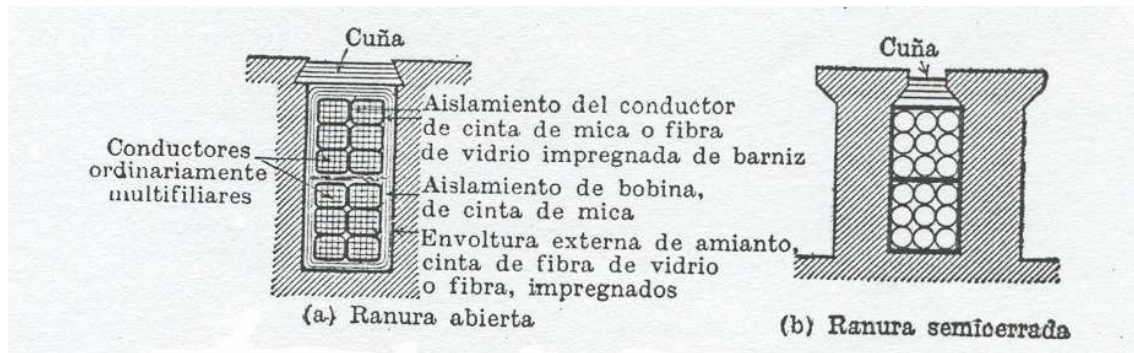 Cuña
Aislamiento del conductor
de cinta de mica o fibra
de vidrio impregnada de barniz
Conductores
ordinariamente
multifiliares
Aislamiento de bobina,
de cinta de mica
Envoltura externa de amianto,
cinta de fibra de vidrio
o fibra, impregnados
(a) Ranura abierta
Cuña
(b) Ranura semicerrada